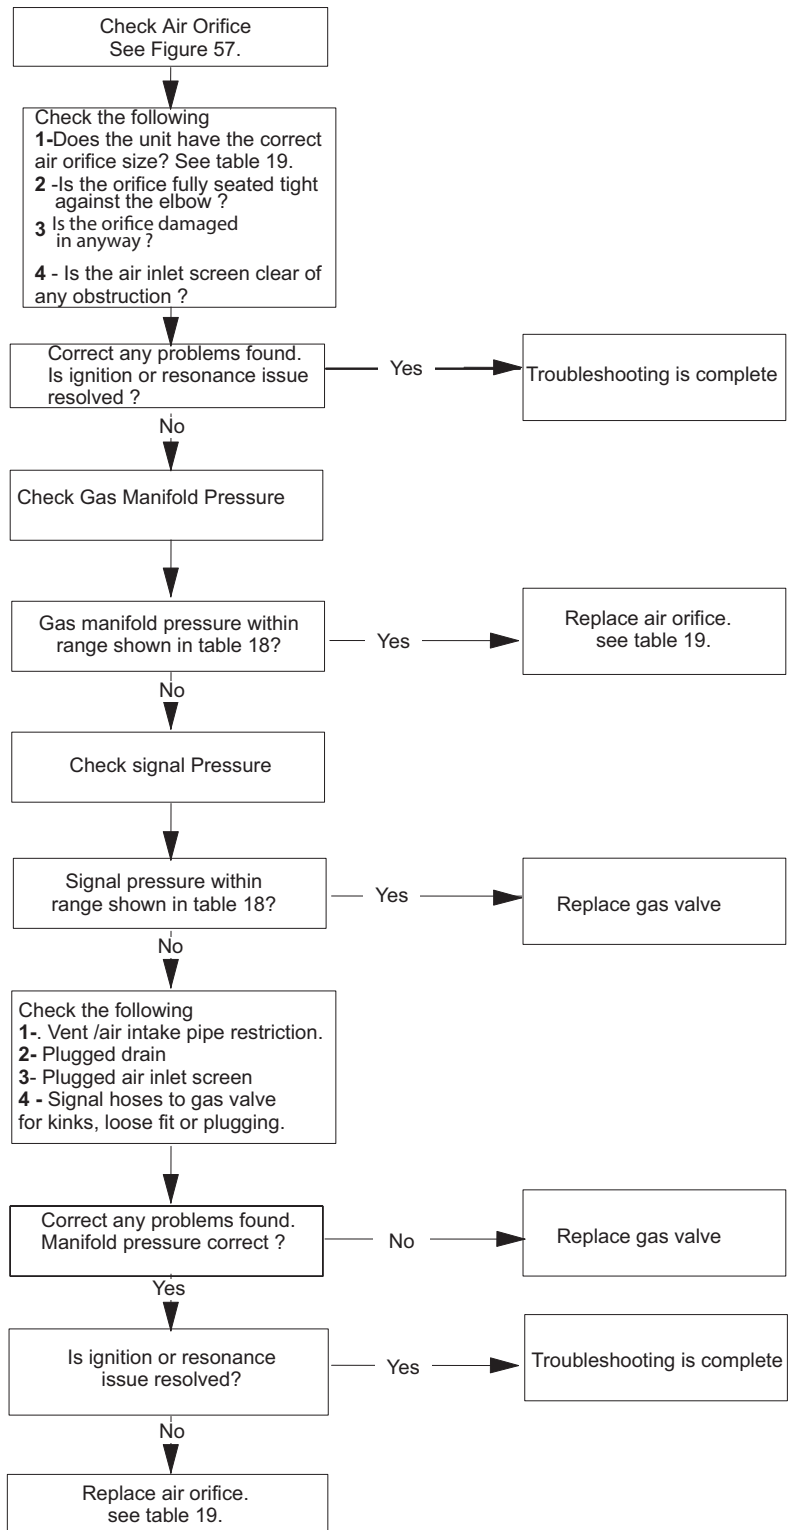 Check Air Orifice
See Figure 57.
Check the following
1-Does the unit have the correct
air orifice size? See table 19.
2 -Is the orifice fully seated tight
against the elbow ?
3 Is the orifice damaged
in anyway ?
4 - Is the air inlet screen clear of
any obstruction ?
Correct any problems found.
Is ignition or resonance issue
resolved ?
Yes
Troubleshooting is complete
No
Check Gas Manifold Pressure
Gas manifold pressure within
range shown in table 18?
Yes
Replace air orifice.
see table 19.
No
Check signal Pressure
Signal pressure within
range shown in table 18?
Yes
Replace gas valve
No
Check the following
1-. Vent /air intake pipe restriction.
2- Plugged drain
3- Plugged air inlet screen
4 - Signal hoses to gas valve
for kinks, loose fit or plugging.
Correct any problems found.
Manifold pressure correct ?
No
Replace gas valve
Yes
Is ignition or resonance
issue resolved?
Yes
Troubleshooting is complete
No
Replace air orifice.
see table 19.